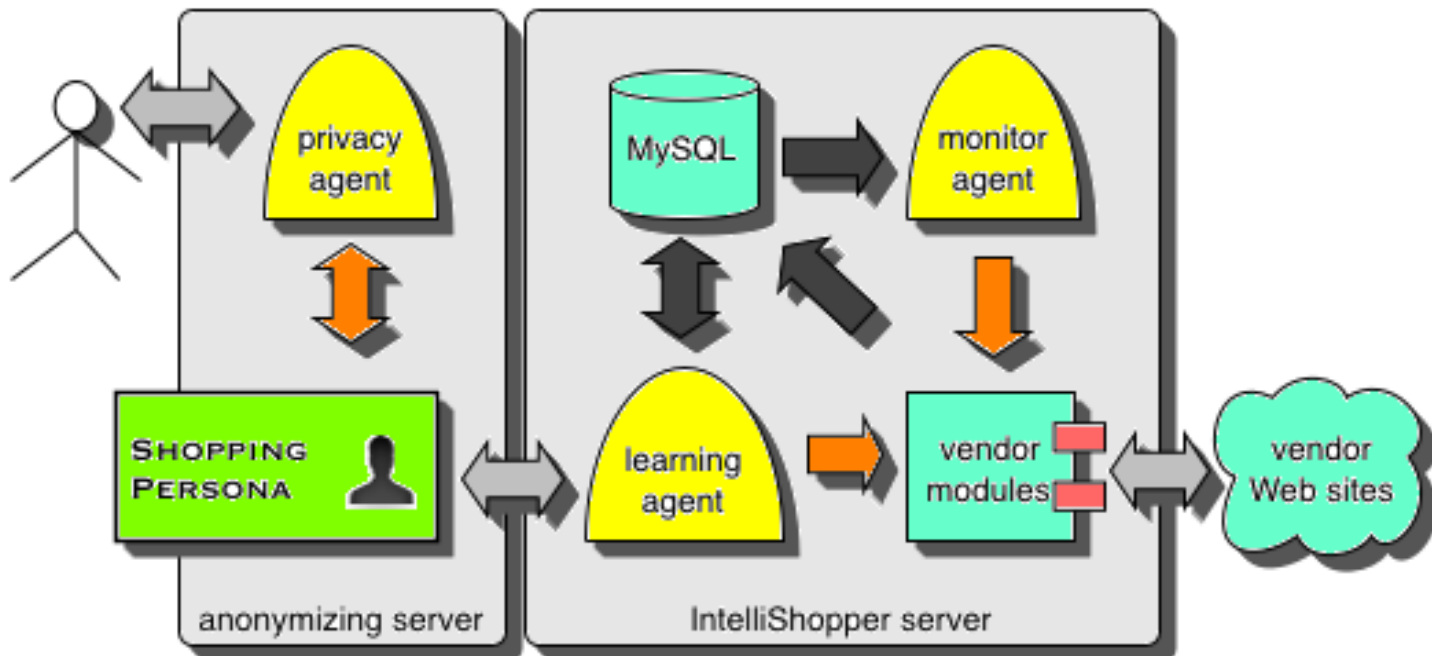 privacy
agent
MySQL
monitor
agent
SHOPPING
PERSONA
learning
agent
vendor
modules
vendor
Web sites
anonymizing server
IntelliShopper server